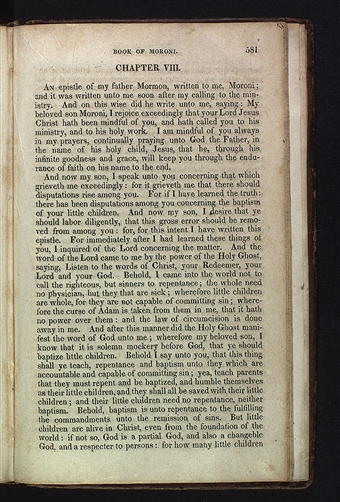 BOOK OF MORONI. 581
CHAPTER VIII.
AN epistle of my father Mormon, written to me, Moroni;
and it was written unto me soon after my calling to the min-
istry. And on this wise did he write unto me, saying: My
beloved son Moroni, I rejoice exceedingly that your Lord Jesus
Christ hath been mindful of you, and hath called you to his
ministry, and to his holy work. I am mindful of you always
in my prayers, continually praying unto God the Father, in
the name of his holy child, Jesus, that he, through his
infinite goodness and grace, will keep you through the endu-
rance of faith on his name to the end.
And now my son, I speak unto you concerning that which
grieveth me exceedingly: for it grieveth me that there should
disputations rise among you. For if I have learned the truth:
there has been disputations among you concerning the baptism
of your little children. And now my son, I desire that ye
should labor diligently, that this gross error should be remo-
ved from among you: for, for this intent I have written this
epistle. For immediately after I had learned these things of
you, I inquired of the Lord concerning the matter. And the
word of the Lord came to me by the power of the Holy Ghost,
saying, Listen to the words of Christ, your Redeemer, your
Lord and your God. Behold, I came into the world not to
call the righteous, but sinners to repentance; the whole need
no physician, but they that are sick; wherefore little children
are whole, for they are not capable of committing sin; where-
fore the curse of Adam is taken from them in me, that it hath
no power over them: and the law of circumcision is done
away in me. And after this manner did the Holy Ghost mani-
fest the word of God unto me; wherefore my beloved son, I
know that it is solemn mockery before God, that ye should
baptize little children. Behold I say unto you, that this thing
shall ye teach, repentance and baptism unto they which are
accountable and capable of committing sin; yea, teach parents
that they must repent and be baptized, and humble themselves
as their little children, and they shall all be saved with their little
children; and their little children need no repentance, neither
baptism. Behold, baptism is unto repentance to the fulfilling
the commandments unto the remission of sins. But little
children are alive in Christ, even from the foundation of the
world: if not so, God is a partial God, and also a changeble
God, and a respecter to persons: for how many little children